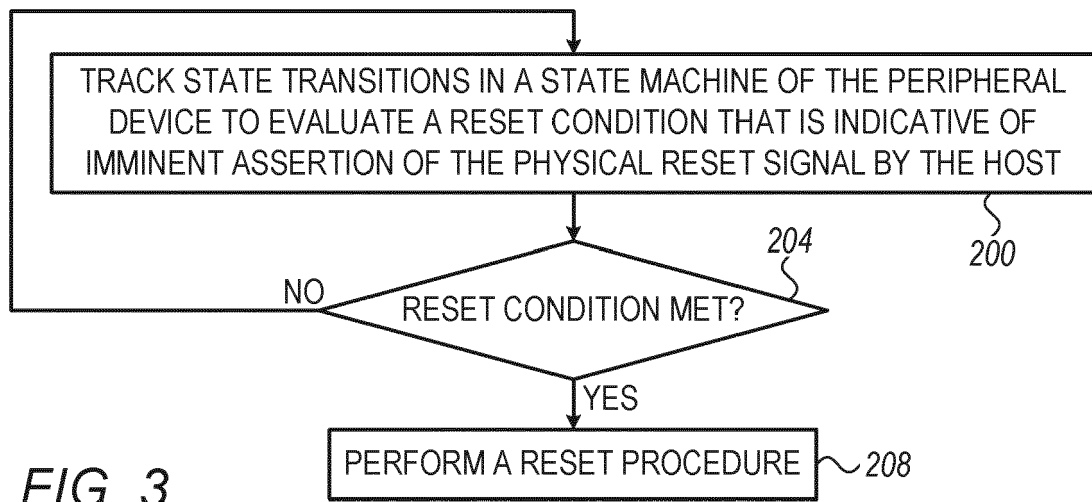 TRACK STATE TRANSITIONS IN A STATE MACHINE OF THE PERIPHERAL
DEVICE TO EVALUATE A RESET CONDITION THAT IS INDICATIVE OF
IMMINENT ASSERTION OF THE PHYSICAL RESET SIGNAL BY THE HOST
200
204
NO
RESET CONDITION MET?
YES
PERFORM A RESET PROCEDURE
208
FIG. 3